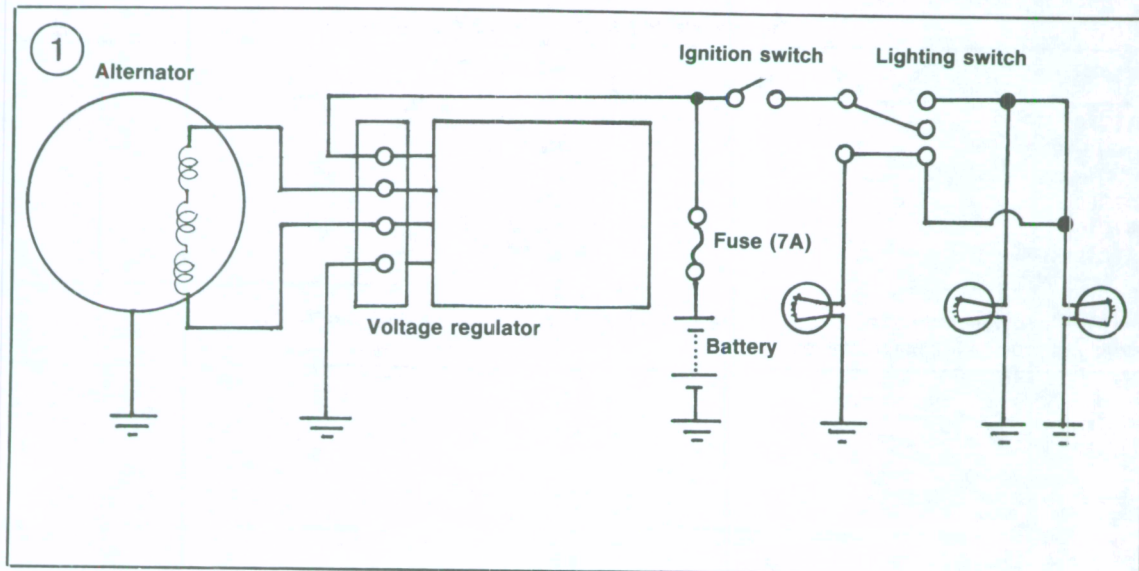 1
Alternator
Ignition switch
Lighting switch
Fuse (7A)
Voltage regulator
Battery